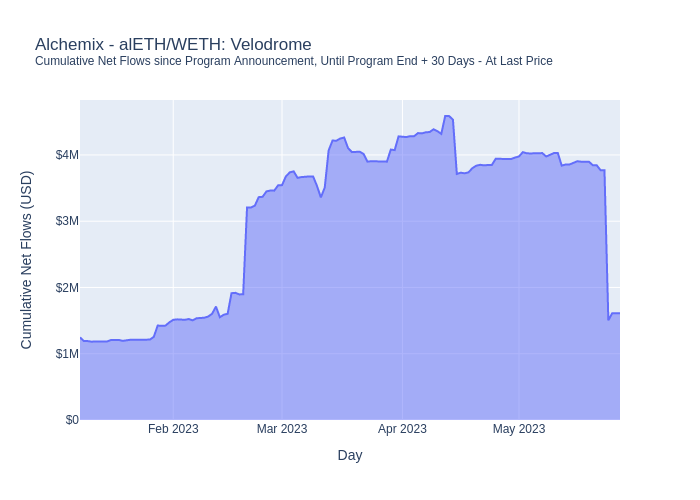 Alchemix - alETH/WETH: Velodrome
Cumulative Net Flows since Program Announcement, Until Program End + 30 Days - At Last Price
Cumulative Net Flows (USD)
$4M
$3M
$2M
$1M
$0
Feb 2023
Mar 2023
Apr 2023
May 2023
Day